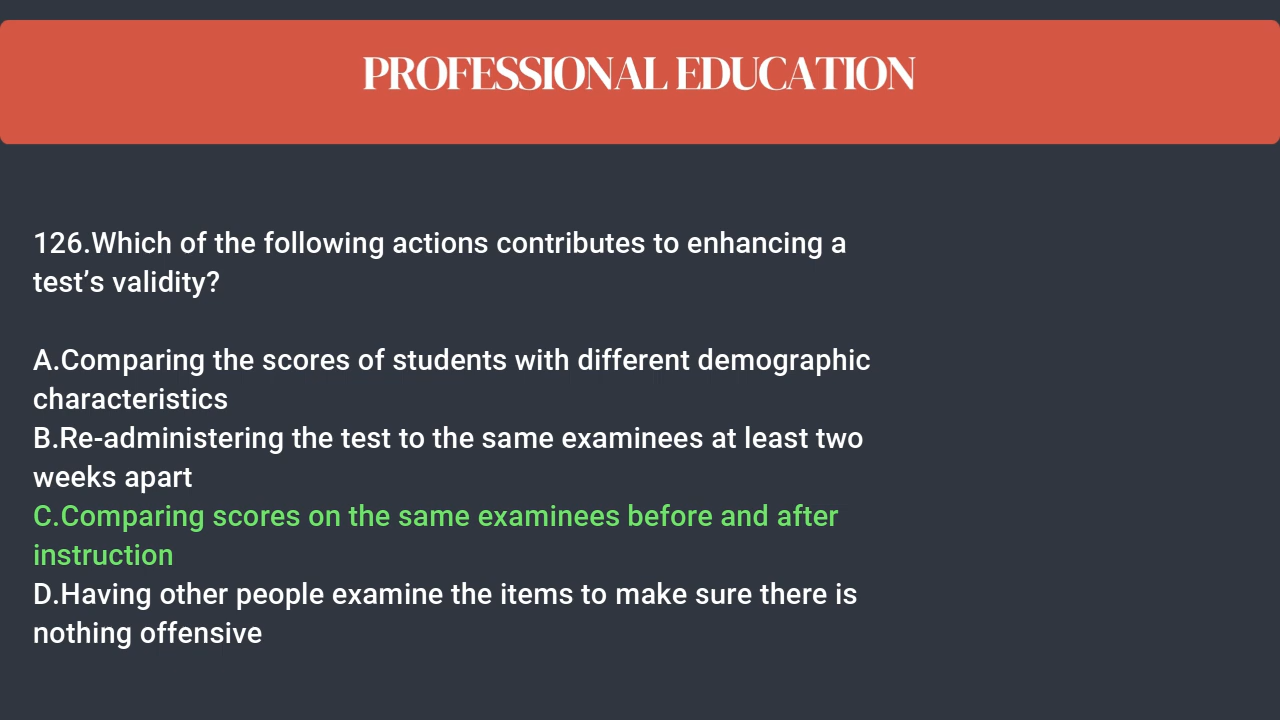 PROFESSIONAL EDUCATION
126.Which of the following actions contributes to enhancing a
test’s validity?
A.Comparing the scores of students with different demographic
characteristics
B.Re-administering the test to the same examinees at least two
weeks apart
C.Comparing scores on the same examinees before and after
instruction
D.Having other people examine the items to make sure there is
nothing offensive